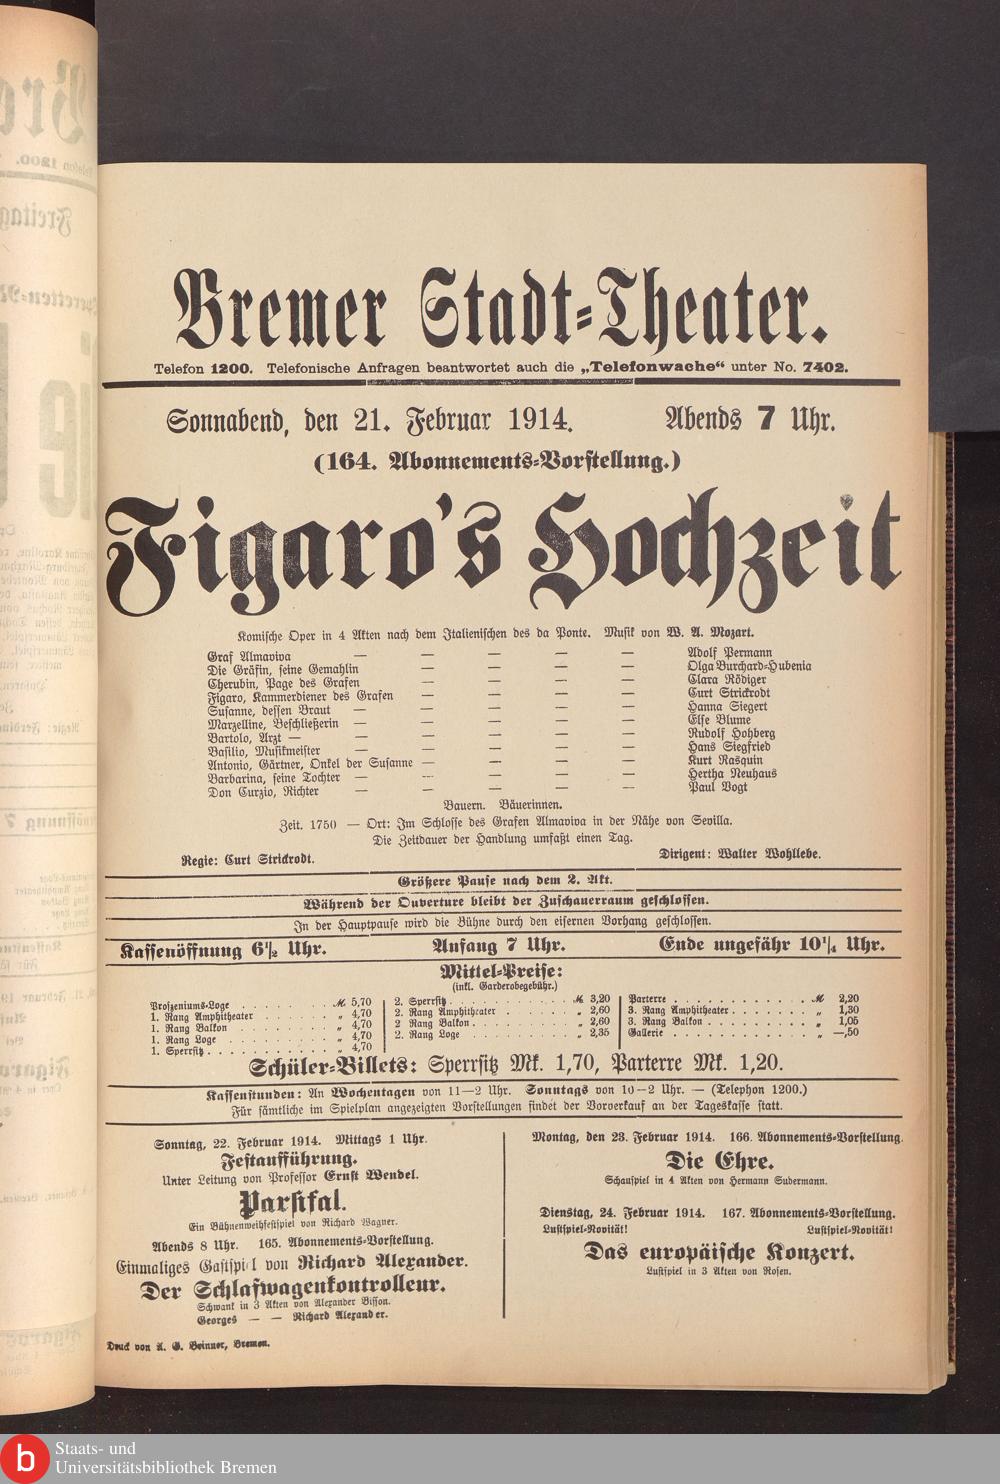 Bremer Stadt-Theater.
Telefon 1200. Telefonische Anfragen beantwortet auch die „Telefonwache“ unter No. 7402.
Sonnabend, den 21. Februar 1914. Abends 7 Uhr.
(164. Abonnements-Vorstellung.)
Figaro's Hochzeit
Komische Oper in 4 Akten nach dem Italienischen des da Ponte. Musik von W. A. Mozart.
Graf Almaviva — — — — — Adolf Permann
Die Gräfin, seine Gemahlin — — — — Olga Burchard-Hubenia
Cherubin, Page des Grafen — — — — Clara Rödiger
Figaro, Kammerdiener des Grafen — — — — Curt Strickrodt
Susanne, dessen Braut — — — — — Hanna Siegert
Marzelline, Beschließerin — — — — — Else Blume
Bartolo, Arzt — — — — — — Rudolf Hohberg
Basilio, Musikmeister — — — — — Hans Siegfried
Antonio, Gärtner, Onkel der Susanne — — — — Kurt Rasquin
Barbarina, seine Tochter — — — — — Hertha Neuhaus
Don Curzio, Richter — — — — — Paul Vogt
Bauern. Bäuerinnen.
Zeit. 1750 — Ort: Im Schlosse des Grafen Almaviva in der Nähe von Sevilla.
Die Zeitdauer der Handlung umfaßt einen Tag.
Regie: Curt Strickrodt. Dirigent: Walter Wohllebe.
Größere Pause nach dem 2. Akt.
Während der Ouverture bleibt der Zuschauerraum geschlossen.
In der Hauptpause wird die Bühne durch den eisernen Vorhang geschlossen.
Kassenöffnung 6½ Uhr. Anfang 7 Uhr. Ende ungefähr 10¼ Uhr.
Mittel-Preise:
(inkl. Garderobegebühr.)
Proszeniums-Loge . . . . . . . . M. 5,70
1. Rang Amphitheater . . . . . . „ 4,70
1. Rang Balkon . . . . . . . . „ 4,70
1. Rang Loge . . . . . . . . . „ 4,70
1. Sperrsitz . . . . . . . . . . „ 4,70
2. Sperrsitz . . . . . . . . . . M. 3,20
2. Rang Amphitheater . . . . . . „ 2,60
2 Rang Balkon . . . . . . . . . „ 2,60
2. Rang Loge . . . . . . . . . „ 2,35
Parterre . . . . . . . . . . . M. 2,20
3. Rang Amphitheater . . . . . . „ 1,30
3. Rang Balkon . . . . . . . . „ 1,05
Gallerie . . . . . . . . . . . „ —,50
Schüler-Billets: Sperrsitz Mk. 1,70, Parterre Mk. 1,20.
Kassenstunden: An Wochentagen von 11—2 Uhr. Sonntags von 10—2 Uhr. — (Telephon 1200.)
Für sämtliche im Spielplan angezeigten Vorstellungen findet der Vorverkauf an der Tageskasse statt.
Sonntag, 22. Februar 1914. Mittags 1 Uhr.
Festaufführung.
Unter Leitung von Professor Ernst Wendel.
Parsifal.
Ein Bühnenweihfestspiel von Richard Wagner.
Abends 8 Uhr. 165. Abonnements-Vorstellung.
Einmaliges Gastspiel von Richard Alexander.
Der Schlafwagenkontrolleur.
Schwank in 3 Akten von Alexander Bisson.
Georges — — Richard Alexander.
Montag, den 23. Februar 1914. 166. Abonnements-Vorstellung.
Die Ehre.
Schauspiel in 4 Akten von Hermann Sudermann.
Dienstag, 24. Februar 1914. 167. Abonnements-Vorstellung.
Lustspiel-Novität! Lustspiel-Novität!
Das europäische Konzert.
Lustspiel in 3 Akten von Rosen.
Druck von A. G. Brinner, Bremen.
b Staats- und
Universitätsbibliothek Bremen